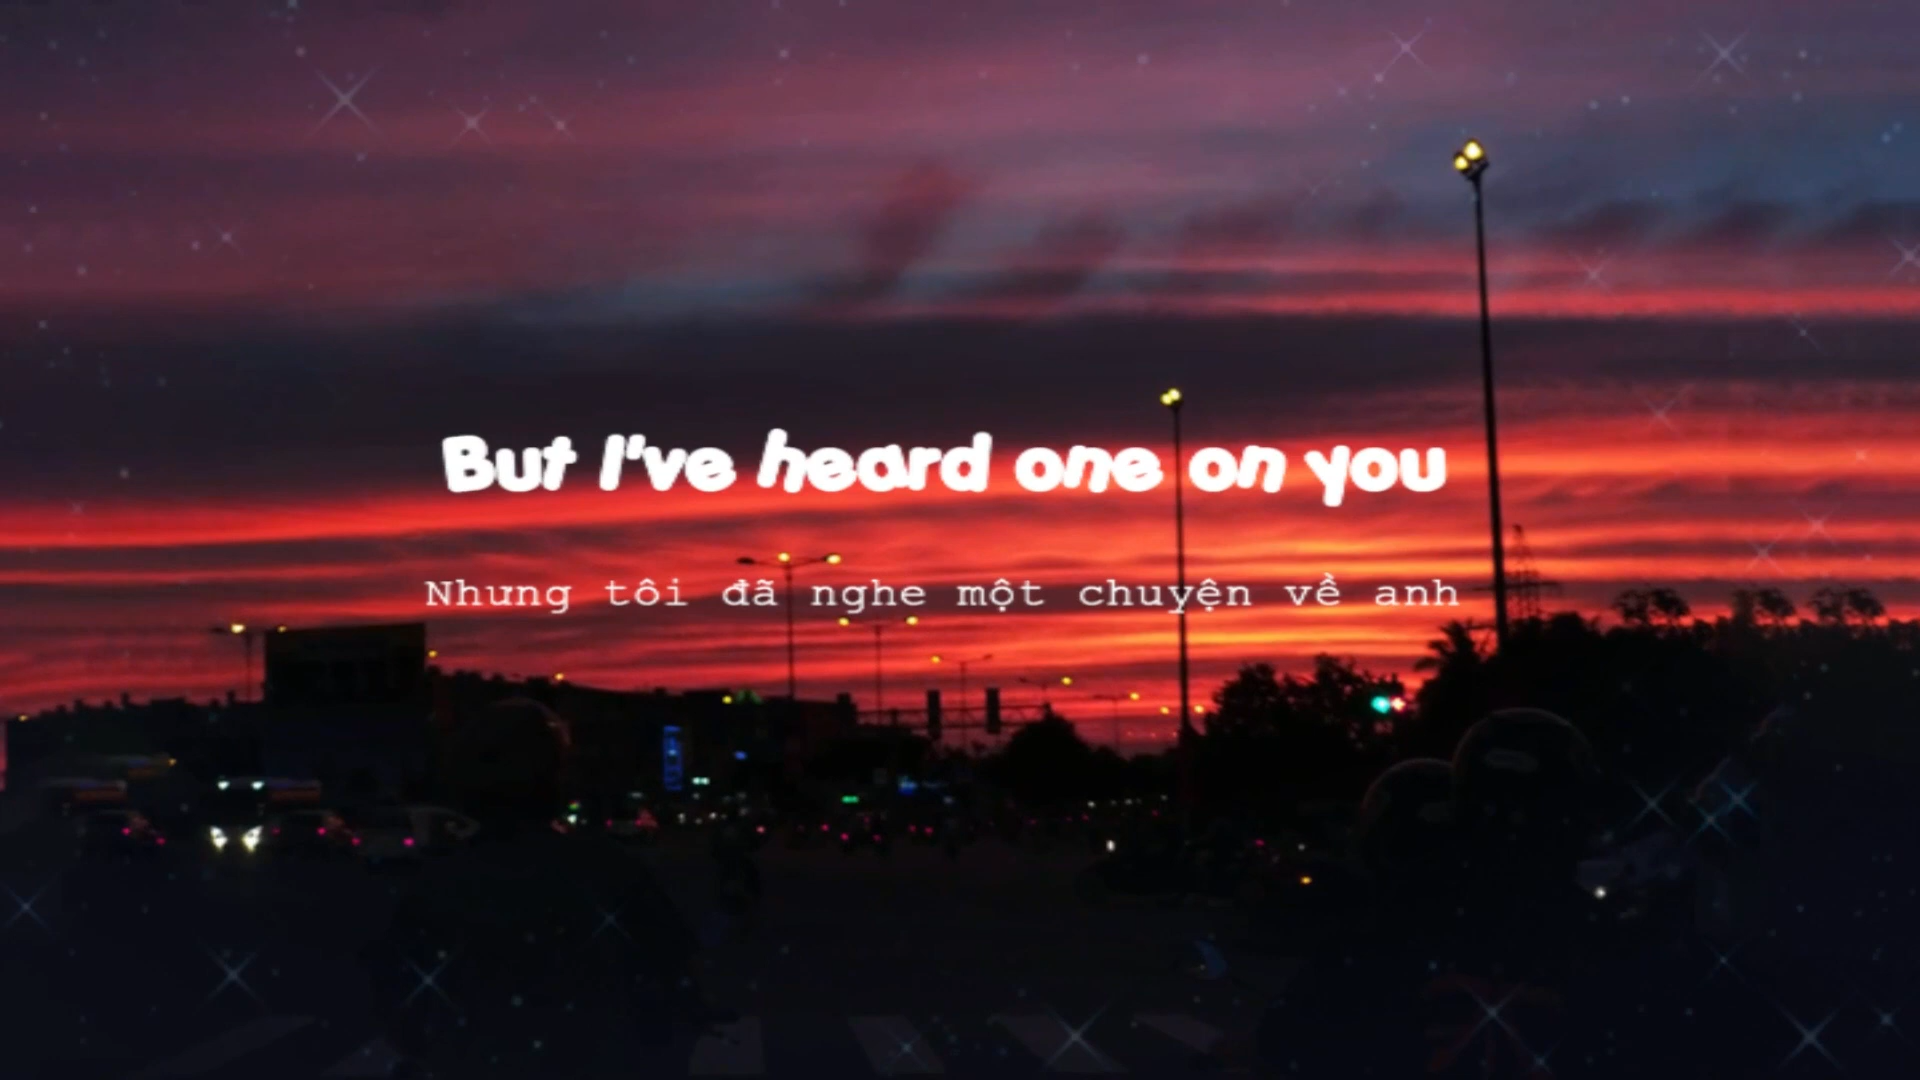 But I've heard one on you
Nhưng tôi đã nghe một chuyện về anh